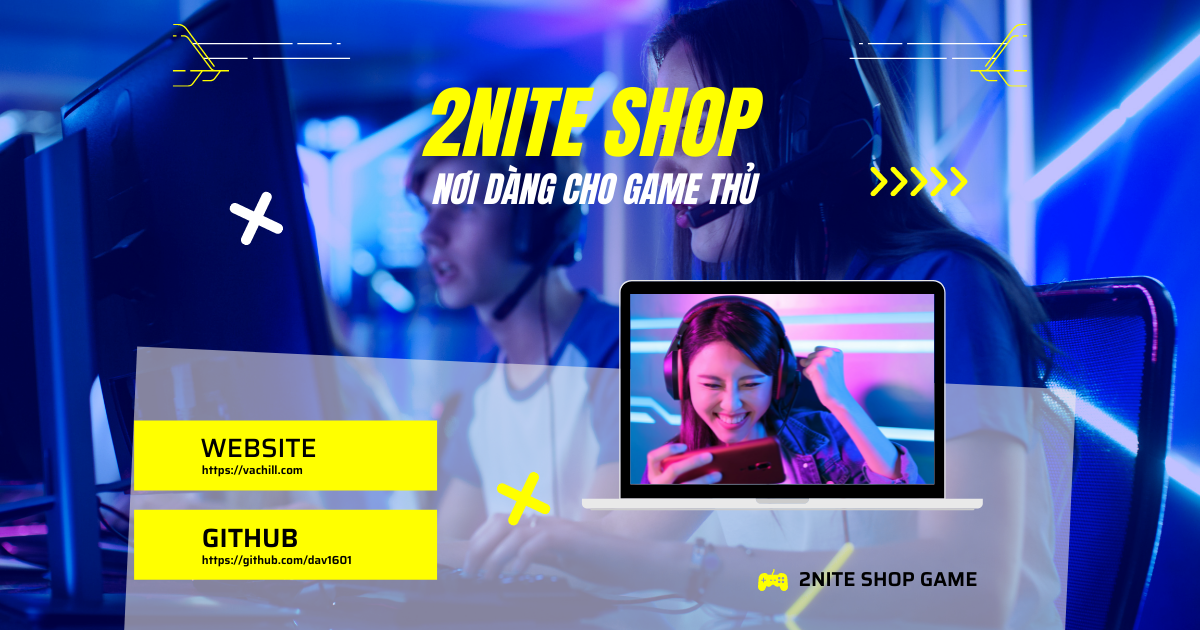 2NITE SHOP
NƠI DÀNG CHO GAME THỦ
WEBSITE
https://vachill.com
GITHUB
https://github.com/dav1601
2NITE SHOP GAME